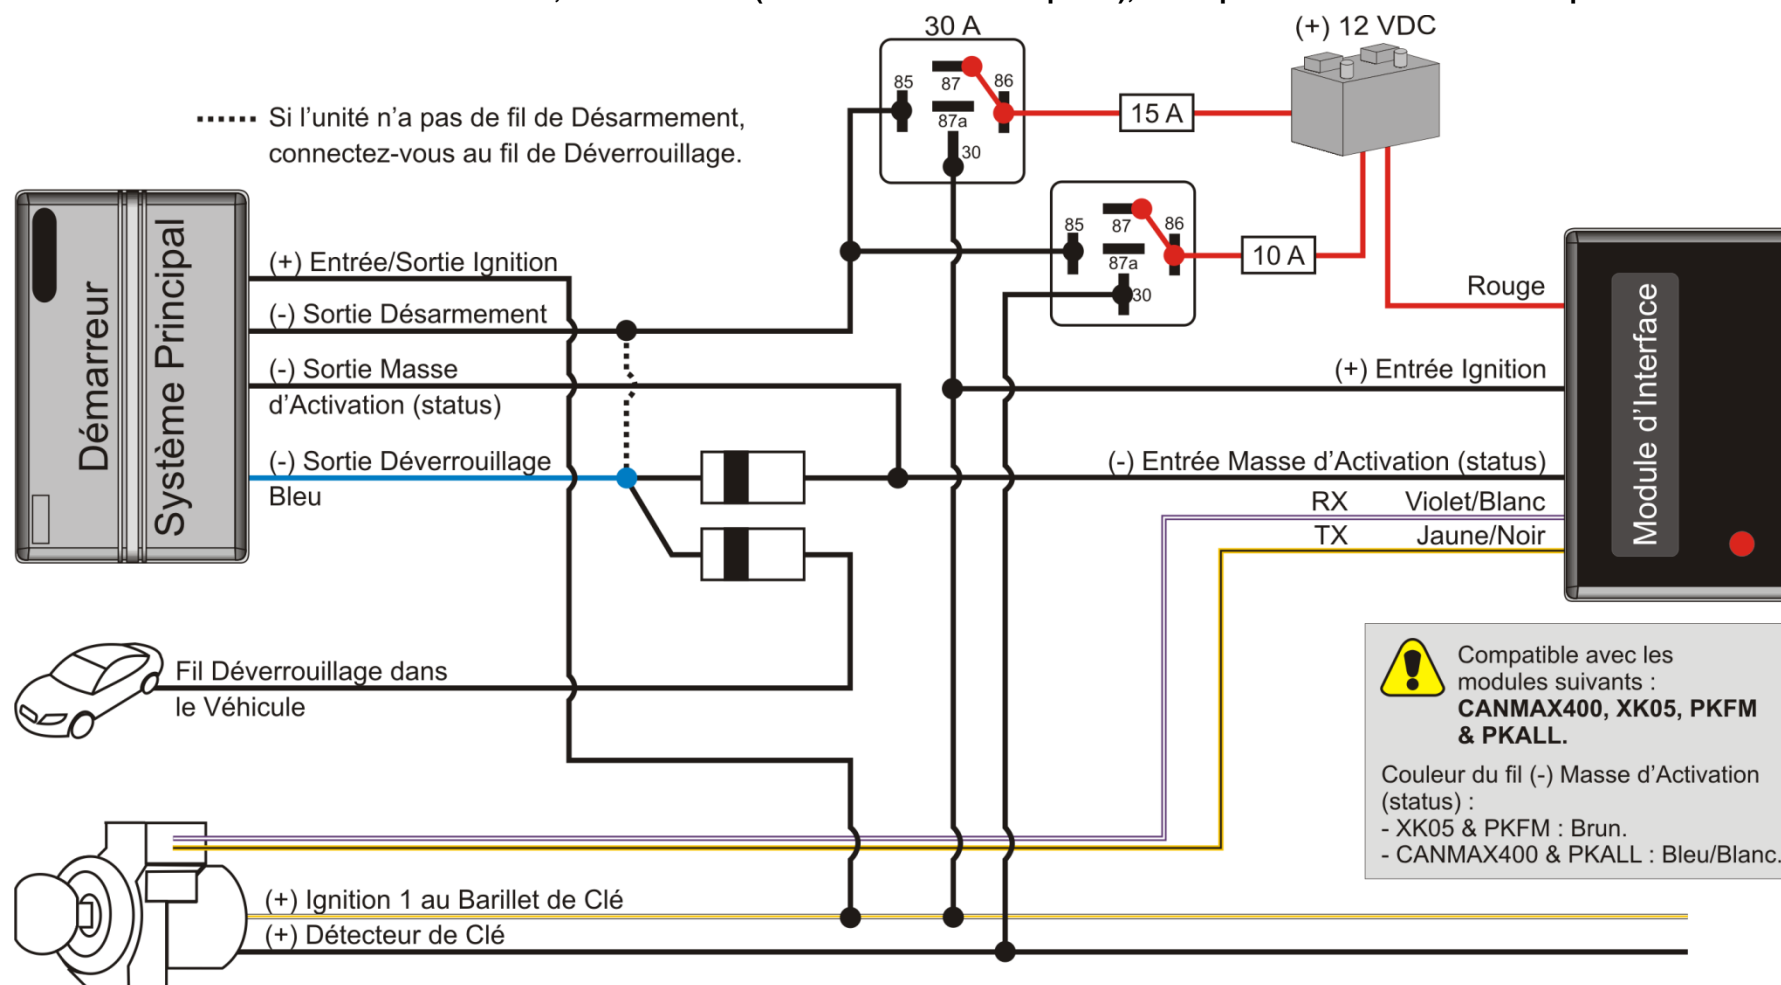 30 A
(+) 12 VDC
85
87
86
87a
30
15 A
Si l'unité n'a pas de fil de Désarmement,
connectez-vous au fil de Déverrouillage.
85
87
86
87a
30
10 A
Démarreur
Système Principal
(+) Entrée/Sortie Ignition
(-) Sortie Désarmement
(-) Sortie Masse
d'Activation (status)
(-) Sortie Déverrouillage
Bleu
Rouge
(+) Entrée Ignition
(-) Entrée Masse d'Activation (status)
RX Violet/Blanc
TX Jaune/Noir
Module d'Interface
Fil Déverrouillage dans
le Véhicule
Compatible avec les
modules suivants :
CANMAX400, XK05, PKFM
& PKALL.
Couleur du fil (-) Masse d'Activation
(status) :
- XK05 & PKFM : Brun.
- CANMAX400 & PKALL : Bleu/Blanc.
(+) Ignition 1 au Barillet de Clé
(+) Détecteur de Clé